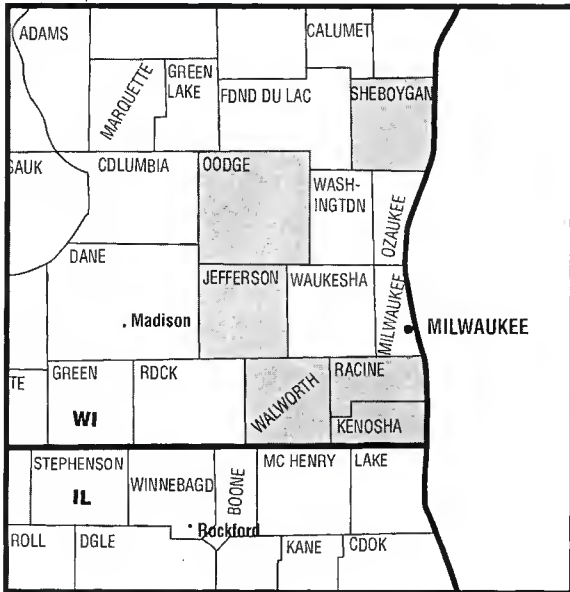 ADAMS
CALUMET
MARQUETTE
GREEN
LAKE
FDND DU LAC
SHEBOYGAN
SAUK
CDLUMBIA
OODGE
WASH-
INGTDN
OZAUKEE
DANE
JEFFERSON
WAUKESHA
MILWAUKEE
Madison
MILWAUKEE
TE
GREEN
RDCK
WALWORTH
RACINE
WI
KENOSHA
STEPHENSON
WINNEBAGD
BOONE
MC HENRY
LAKE
IL
Rockford
ROLL
DGLE
KANE
CDOK